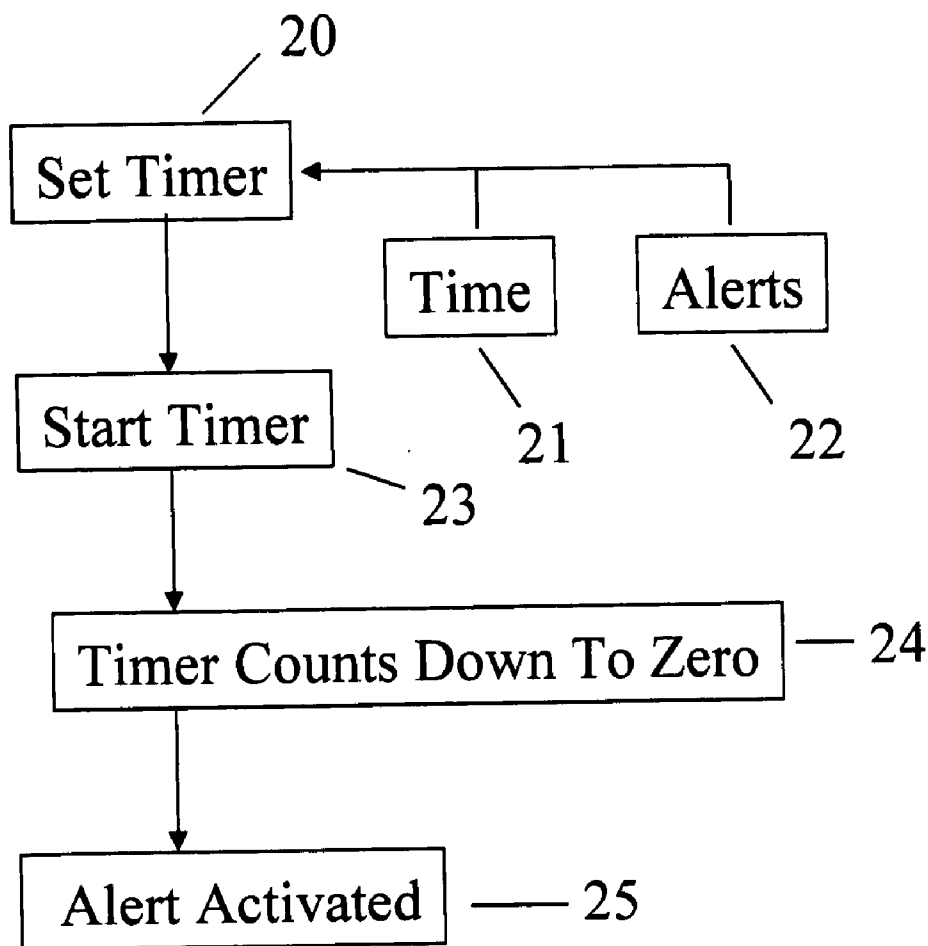 20
Set Timer
Time
Alerts
21
22
Start Timer
23
Timer Counts Down To Zero
24
Alert Activated
25